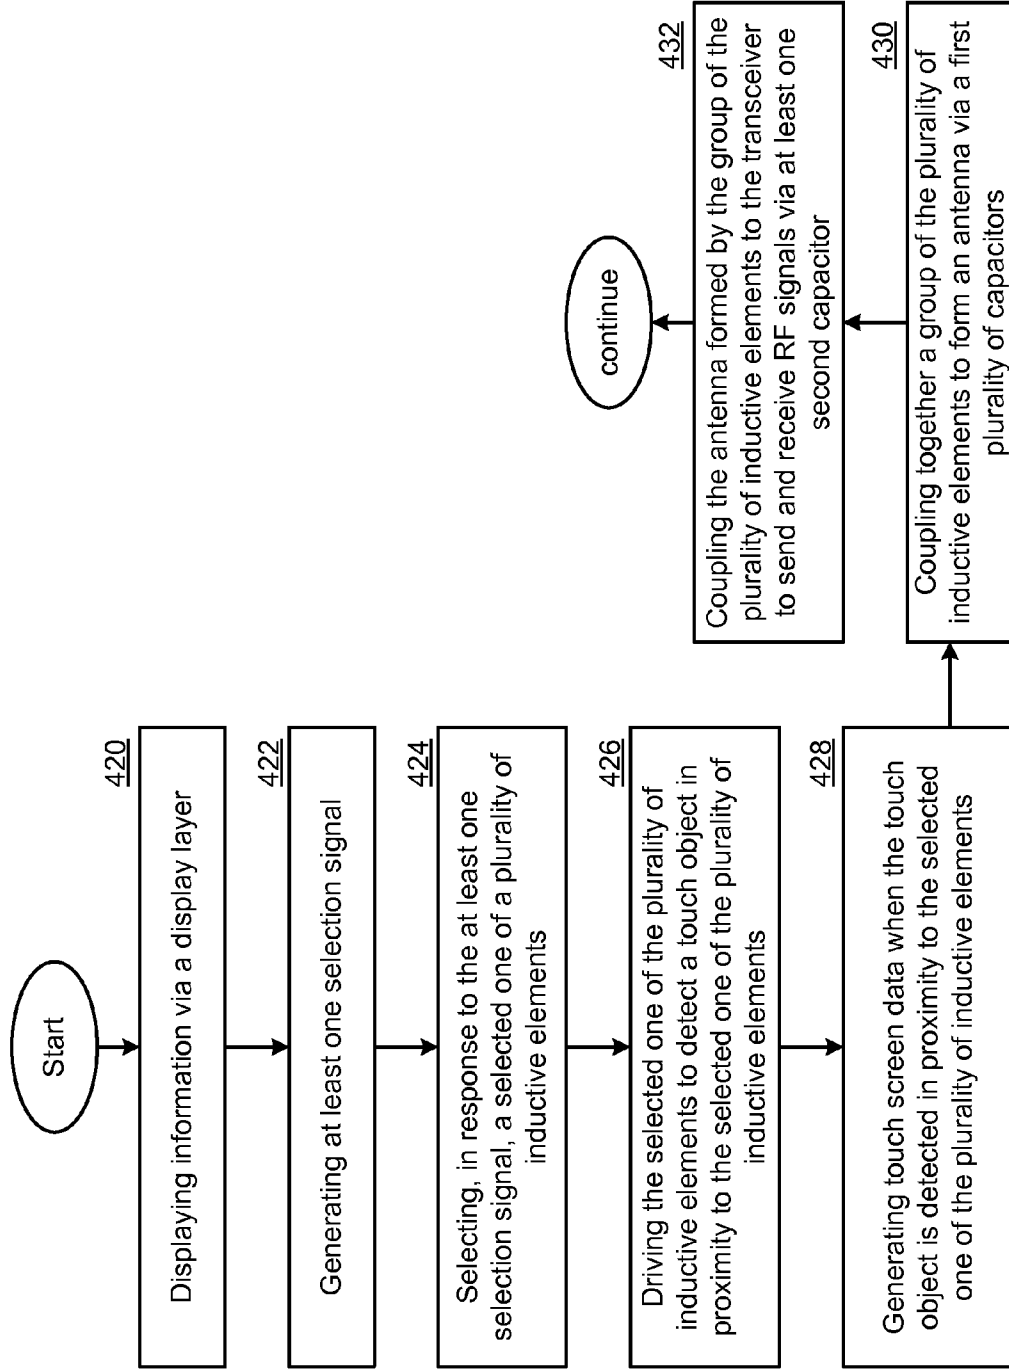 Start
420
Displaying information via a display layer
422
Generating at least one selection signal
424
Selecting, in response to the at least one
selection signal, a selected one of a plurality of
inductive elements
426
Driving the selected one of the plurality of
inductive elements to detect a touch object in
proximity to the selected one of the plurality of
inductive elements
428
Generating touch screen data when the touch
object is detected in proximity to the selected
one of the plurality of inductive elements
430
Coupling together a group of the plurality of
inductive elements to form an antenna via a first
plurality of capacitors
432
Coupling the antenna formed by the group of the
plurality of inductive elements to the transceiver
to send and receive RF signals via at least one
second capacitor
continue